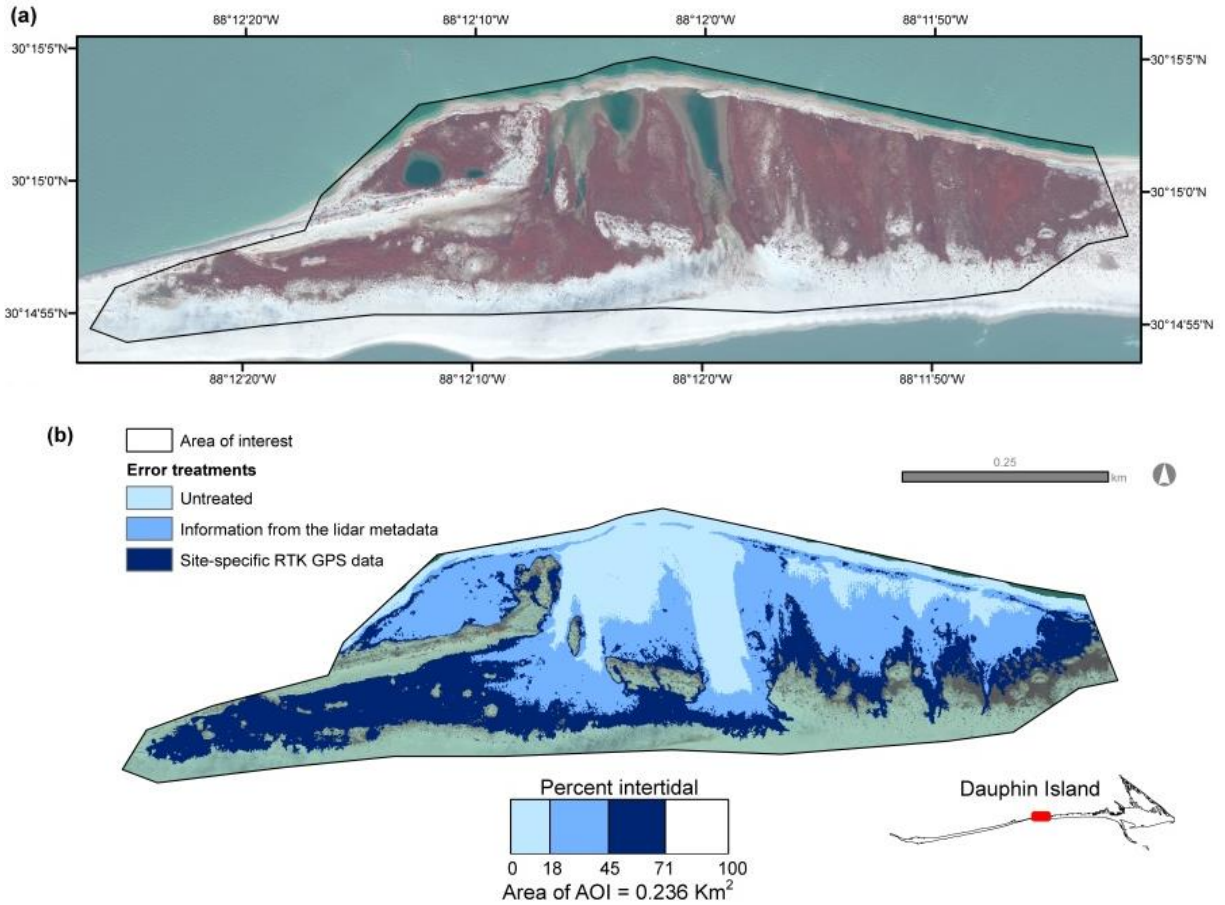 (a)
88°12'20"W 88°12'10"W 88°12'0"W 88°11'50"W
30°15'5"N 30°15'5"N
30°15'0"N 30°15'0"N
30°14'55"N 30°14'55"N
88°12'20"W 88°12'10"W 88°12'0"W 88°11'50"W
(b)
Area of interest
Error treatments
Untreated
Information from the lidar metadata
Site-specific RTK GPS data
0.25
km
Percent intertidal
0 18 45 71 100
Area of AOI = 0.236 Km²
Dauphin Island